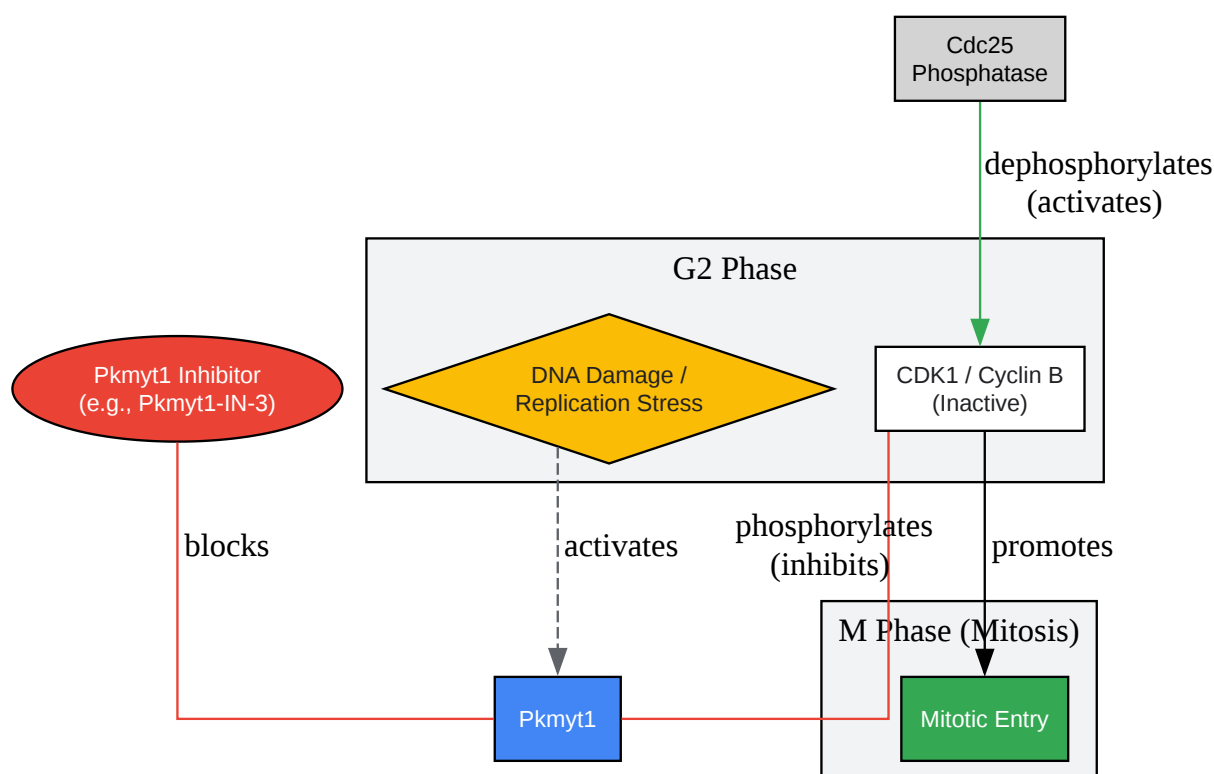 Cdc25
Phosphatase
dephosphorylates
(activates)
G2 Phase
Pkmyt1 Inhibitor
(e.g., Pkmyt1-IN-3)
DNA Damage /
Replication Stress
CDK1 / Cyclin B
(Inactive)
blocks
activates
phosphorylates
(inhibits)
promotes
M Phase (Mitosis)
Pkmyt1
Mitotic Entry